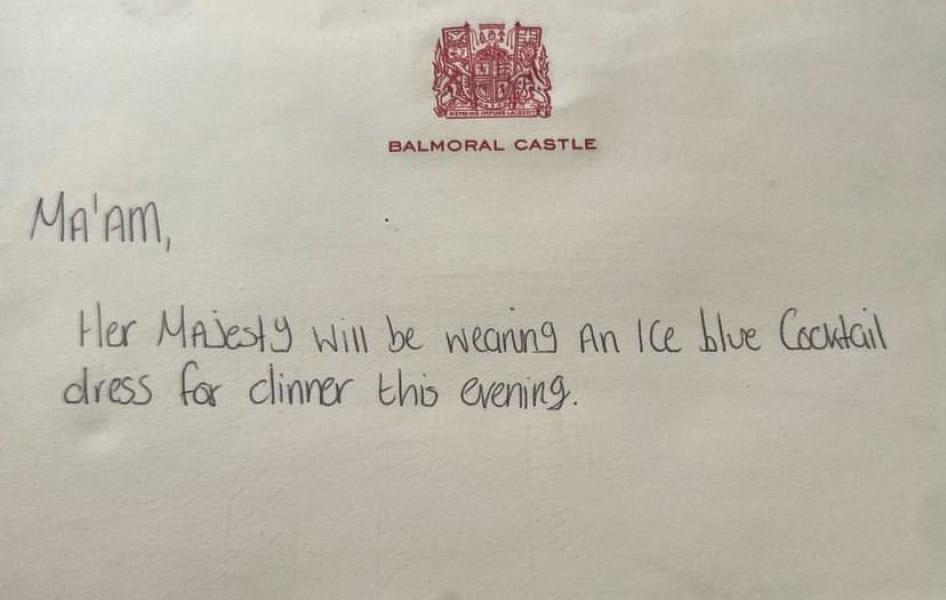 BALMORAL CASTLE
MA'AM,
Her MAJesty will be wearing An Ice blue Cocktail
dress for dinner this evening.